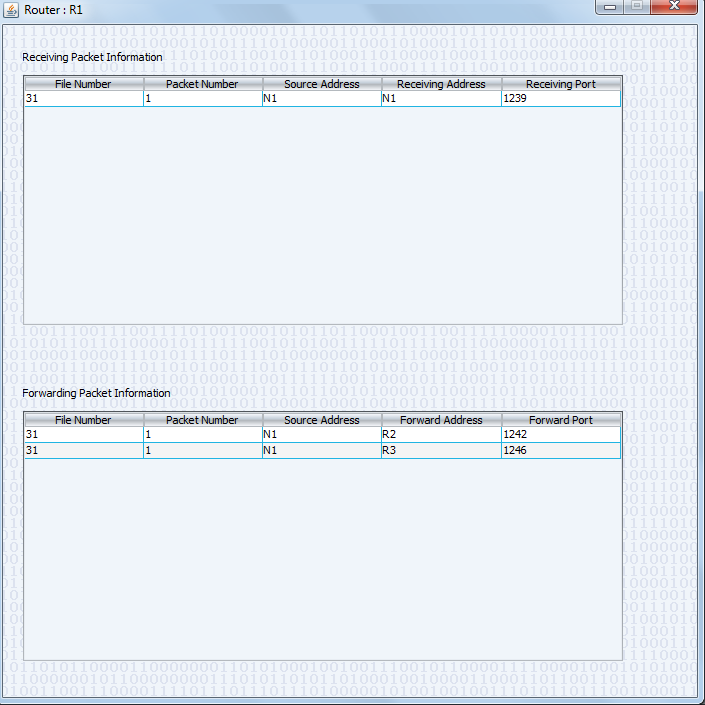 Router : R1
Receiving Packet Information
File Number Packet Number Source Address Receiving Address Receiving Port
31 1 N1 N1 1239
Forwarding Packet Information
File Number Packet Number Source Address Forward Address Forward Port
31 1 N1 R2 1242
31 1 N1 R3 1246